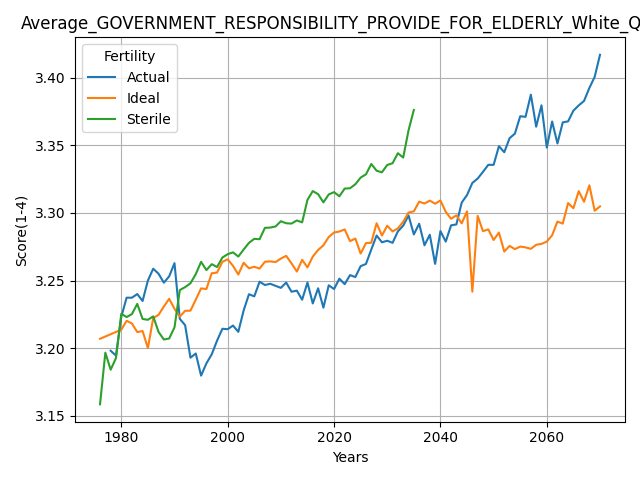 Average_GOVERNMENT_RESPONSIBILITY_PROVIDE_FOR_ELDERLY_White_Q
Fertility
Actual
Ideal
Sterile
3.40
3.35
3.30
3.25
3.20
3.15
Score(1-4)
1980 2000 2020 2040 2060
Years